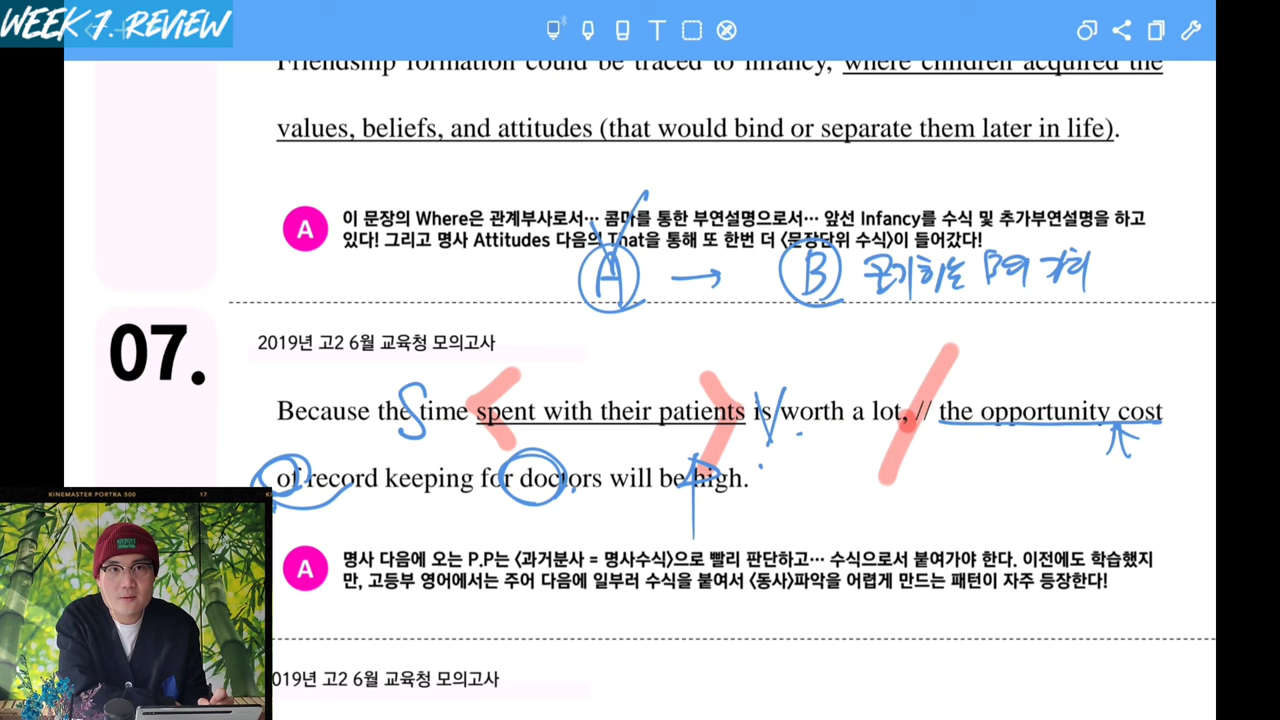 WEEK 7. REVIEW
Friendship formation could be traced to infancy, where children acquired the
values, beliefs, and attitudes (that would bind or separate them later in life).
A 이 문장의 Where은 관계부사로서… 콤마를 통한 부연설명으로서… 앞선 Infancy를 수식 및 추가부연설명을 하고
있다! 그리고 명사 Attitudes 다음의 That을 통해 또 한번 더 <문장단위 수식>이 들어갔다!
A → B 포기하는 B의 가치
07.
2019년 고2 6월 교육청 모의고사
S V
Because the time spent with their patients is worth a lot, // the opportunity cost
of record keeping for doctors will be high.
KINEMASTER PORTRA 500 17
A 명사 다음에 오는 P.P는 <과거분사 = 명사수식>으로 빨리 판단하고… 수식으로서 붙여가야 한다. 이전에도 학습했지
만, 고등부 영어에서는 주어 다음에 일부러 수식을 붙여서 <동사>파악을 어렵게 만드는 패턴이 자주 등장한다!
019년 고2 6월 교육청 모의고사